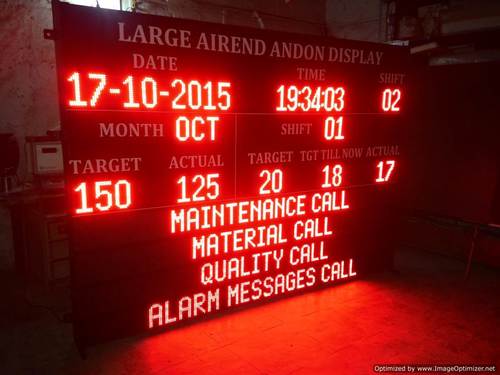 LARGE AIREND ANDON DISPLAY
DATE TIME SHIFT
17-10-2015 19:34:03 02
MONTH OCT SHIFT 01
TARGET ACTUAL TARGET TGT TILL NOW ACTUAL
150 125 20 18 17
MAINTENANCE CALL
MATERIAL CALL
QUALITY CALL
ALARM MESSAGES CALL
Optimized by www.ImageOptimizer.net